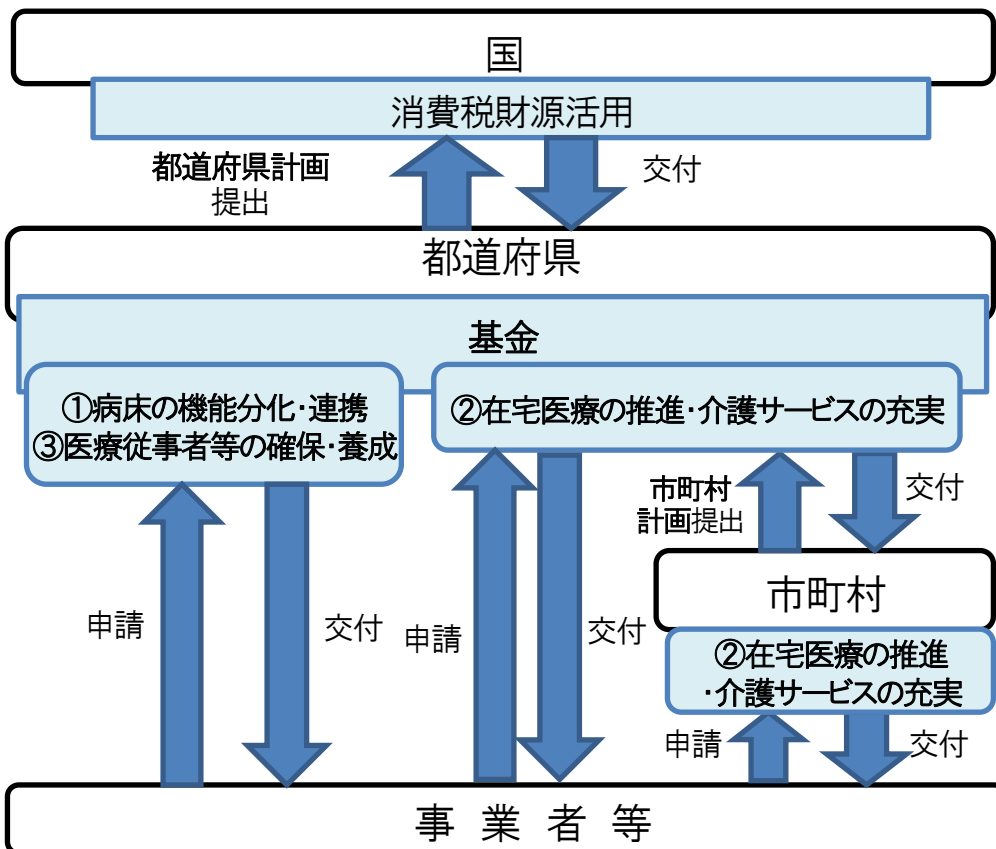 国
消費税財源活用
都道府県計画
提出
交付
都道府県
基金
①病床の機能分化・連携
③医療従事者等の確保・養成
②在宅医療の推進・介護サービスの充実
市町村
計画提出
交付
市町村
申請
交付
申請
交付
②在宅医療の推進
・介護サービスの充実
申請
交付
事業者等